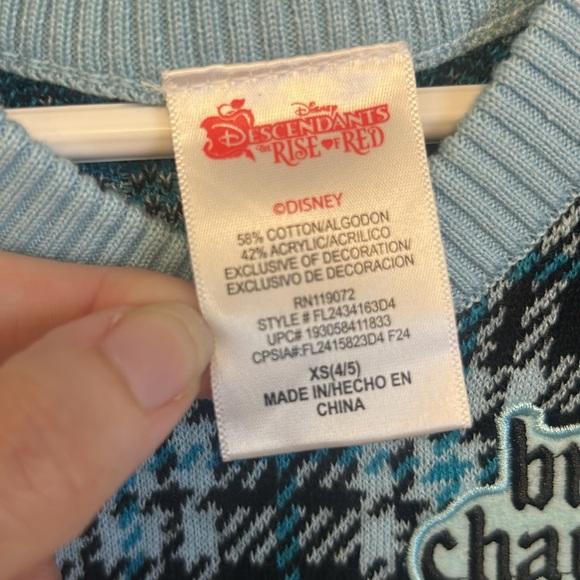 Disney
DESCENDANTS
THE RISE OF RED
©DISNEY
58% COTTON/ALGODON
42% ACRYLIC/ACRILICO
EXCLUSIVE OF DECORATION/
EXCLUSIVO DE DECORACION
RN119072
STYLE # FL2434163D4
UPC# 193058411833
CPSIA#:FL2415823D4 F24
XS(4/5)
MADE IN/HECHO EN
CHINA